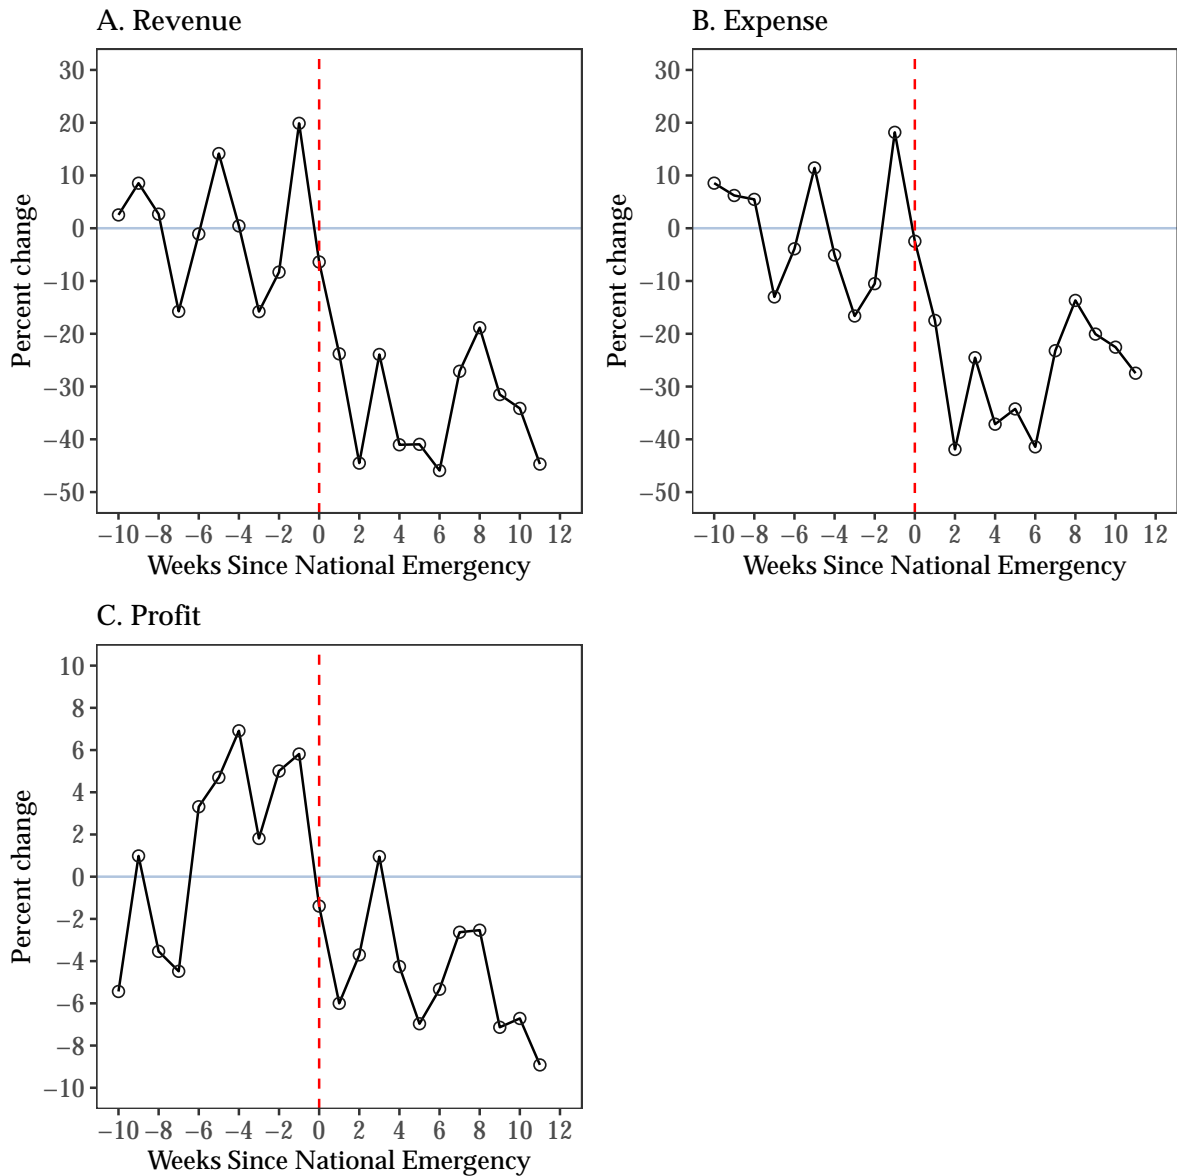 A. Revenue
30
20
10
0
−10
−20
−30
−40
−50
Percent change
−10 −8 −6 −4 −2 0 2 4 6 8 10 12
Weeks Since National Emergency
B. Expense
30
20
10
0
−10
−20
−30
−40
−50
Percent change
−10 −8 −6 −4 −2 0 2 4 6 8 10 12
Weeks Since National Emergency
C. Profit
10
8
6
4
2
0
−2
−4
−6
−8
−10
Percent change
−10 −8 −6 −4 −2 0 2 4 6 8 10 12
Weeks Since National Emergency